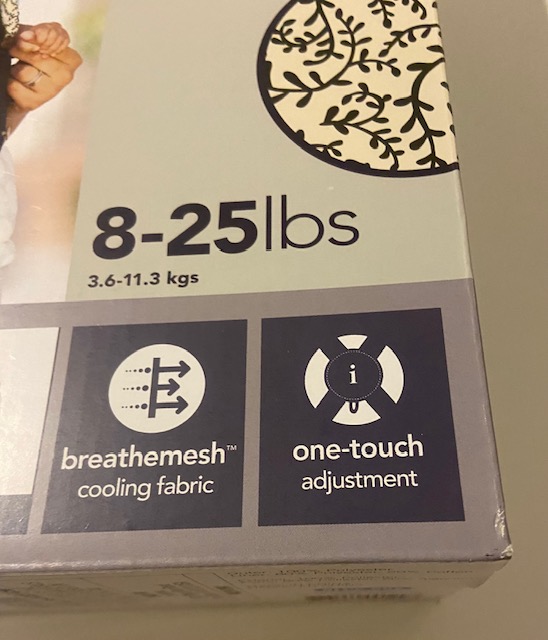 8-25lbs
3.6-11.3 kgs
i
breathemesh™
cooling fabric
one-touch
adjustment